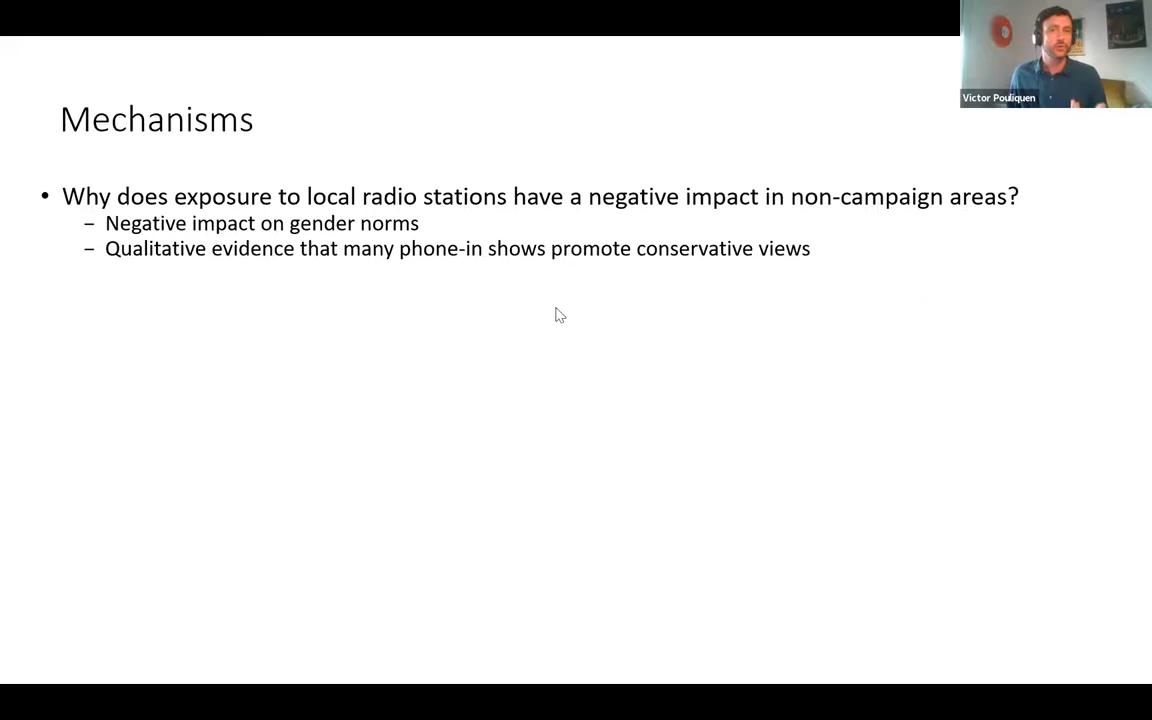 Victor Pouliquen
Mechanisms
• Why does exposure to local radio stations have a negative impact in non-campaign areas?
– Negative impact on gender norms
– Qualitative evidence that many phone-in shows promote conservative views